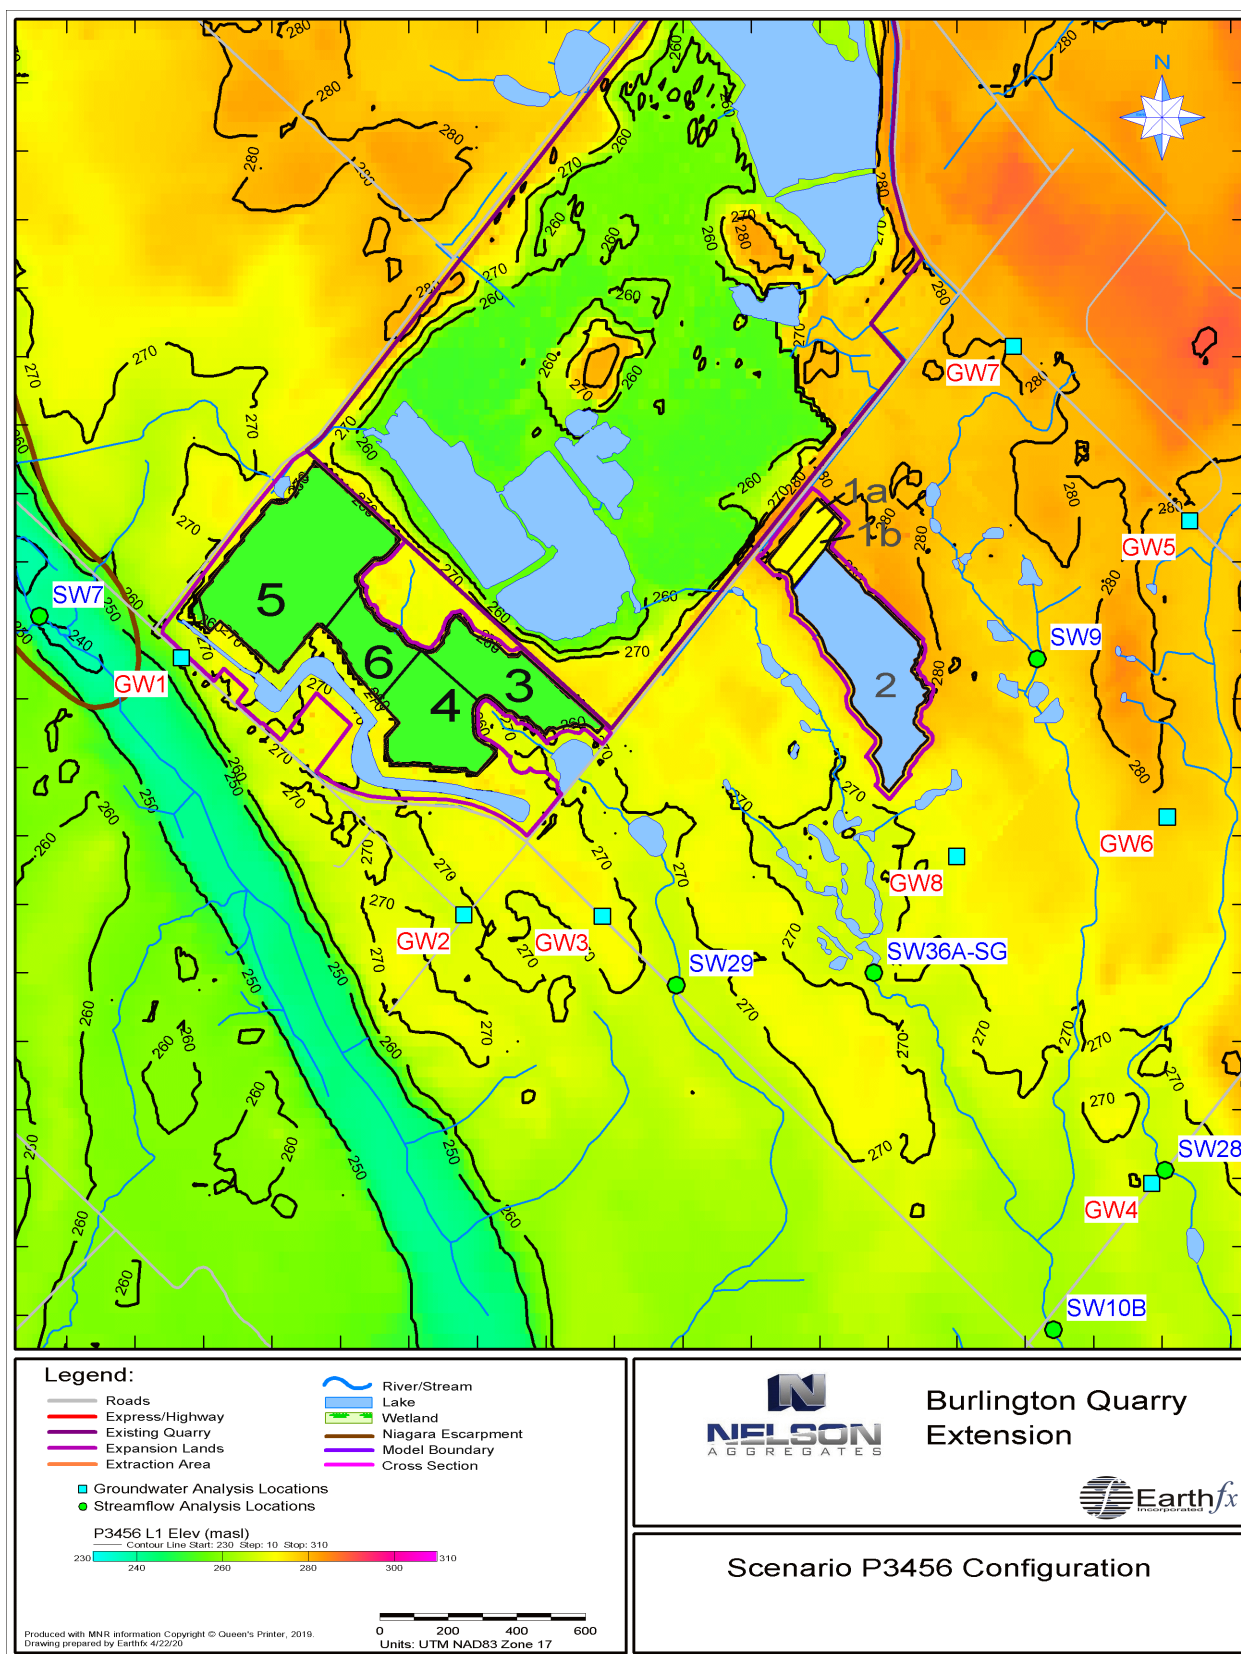 N
GW7
1a
1b
GW5
SW7
5
SW9
6
GW1
3
2
4
GW6
GW8
GW2
GW3
SW36A-SG
SW29
SW28
GW4
SW10B
280
270
260
250
240
Legend:
Roads
Express/Highway
Existing Quarry
Expansion Lands
Extraction Area
River/Stream
Lake
Wetland
Niagara Escarpment
Model Boundary
Cross Section
Groundwater Analysis Locations
Streamflow Analysis Locations
P3456 L1 Elev (masl)
Contour Line Start: 230 Step: 10 Stop: 310
230 310
240 260 280 300
0 200 400 600
Units: UTM NAD83 Zone 17
Produced with MNR information Copyright © Queen's Printer, 2019.
Drawing prepared by Earthfx 4/22/20
N
NELSON
AGGREGATES
Burlington Quarry
Extension
Earthfx
Incorporated
Scenario P3456 Configuration